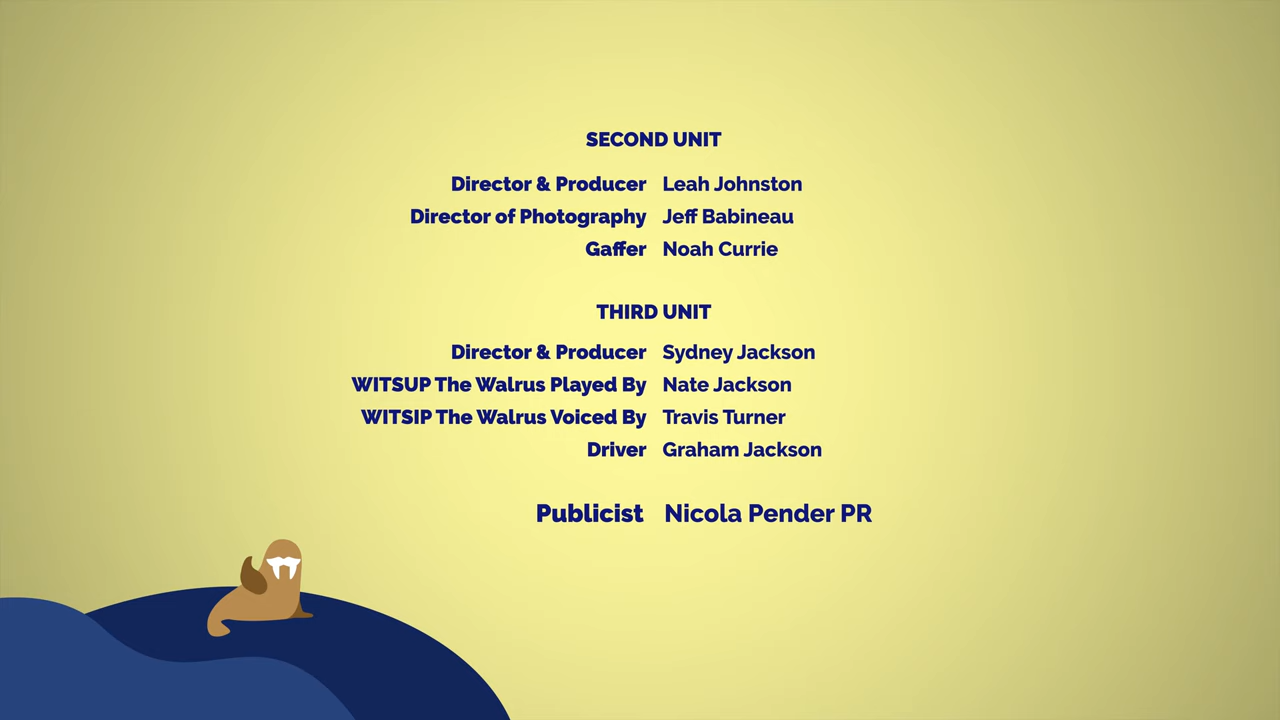 SECOND UNIT
Director & Producer Leah Johnston
Director of Photography Jeff Babineau
Gaffer Noah Currie
THIRD UNIT
Director & Producer Sydney Jackson
WITSUP The Walrus Played By Nate Jackson
WITSIP The Walrus Voiced By Travis Turner
Driver Graham Jackson
Publicist Nicola Pender PR